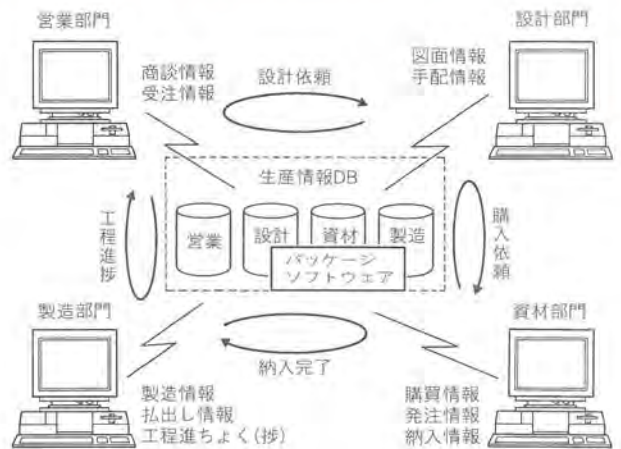 営業部門
設計部門
商談情報
受注情報
設計依頼
図面情報
手配情報
生産情報DB
営業
設計
資材
製造
パッケージ
ソフトウェア
工程進捗
購入依頼
製造部門
資材部門
納入完了
製造情報
払出し情報
工程進ちょく(捗)
購買情報
発注情報
納入情報